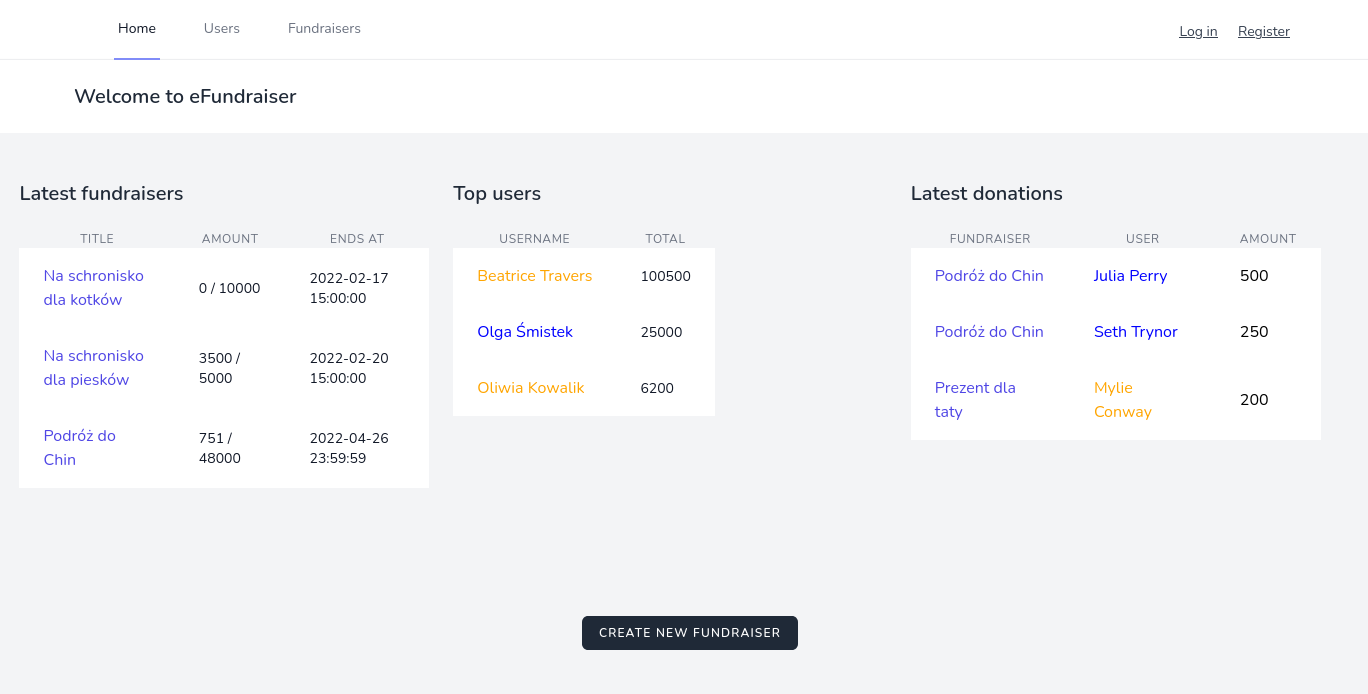 Home Users Fundraisers Log in Register
Welcome to eFundraiser
Latest fundraisers
TITLE AMOUNT ENDS AT
Na schronisko
dla kotków
0 / 10000
2022-02-17
15:00:00
Na schronisko
dla piesków
3500 /
5000
2022-02-20
15:00:00
Podróż do
Chin
751 /
48000
2022-04-26
23:59:59
Top users
USERNAME TOTAL
Beatrice Travers 100500
Olga Śmistek 25000
Oliwia Kowalik 6200
Latest donations
FUNDRAISER USER AMOUNT
Podróż do Chin Julia Perry 500
Podróż do Chin Seth Trynor 250
Prezent dla
taty
Mylie
Conway
200
CREATE NEW FUNDRAISER